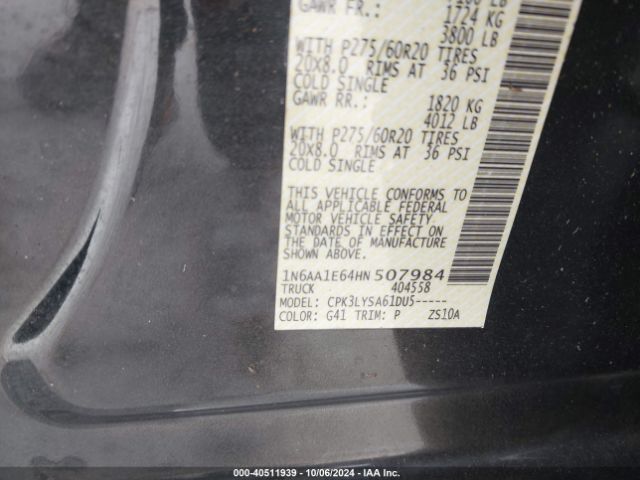 GAWR FR.: 1724 KG
3800 LB
WITH P275/60R20 TIRES
20X8.0 RIMS AT 36 PSI
COLD SINGLE
GAWR RR.: 1820 KG
4012 LB
WITH P275/60R20 TIRES
20X8.0 RIMS AT 36 PSI
COLD SINGLE
THIS VEHICLE CONFORMS TO
ALL APPLICABLE FEDERAL
MOTOR VEHICLE SAFETY
STANDARDS IN EFFECT ON
THE DATE OF MANUFACTURE
SHOWN ABOVE.
1N6AA1E64HN 507984
TRUCK 404558
MODEL: CPK3LYSA61DU5-----
COLOR: G41 TRIM: P ZS10A
000-40511939 • 10/06/2024 • IAA Inc.